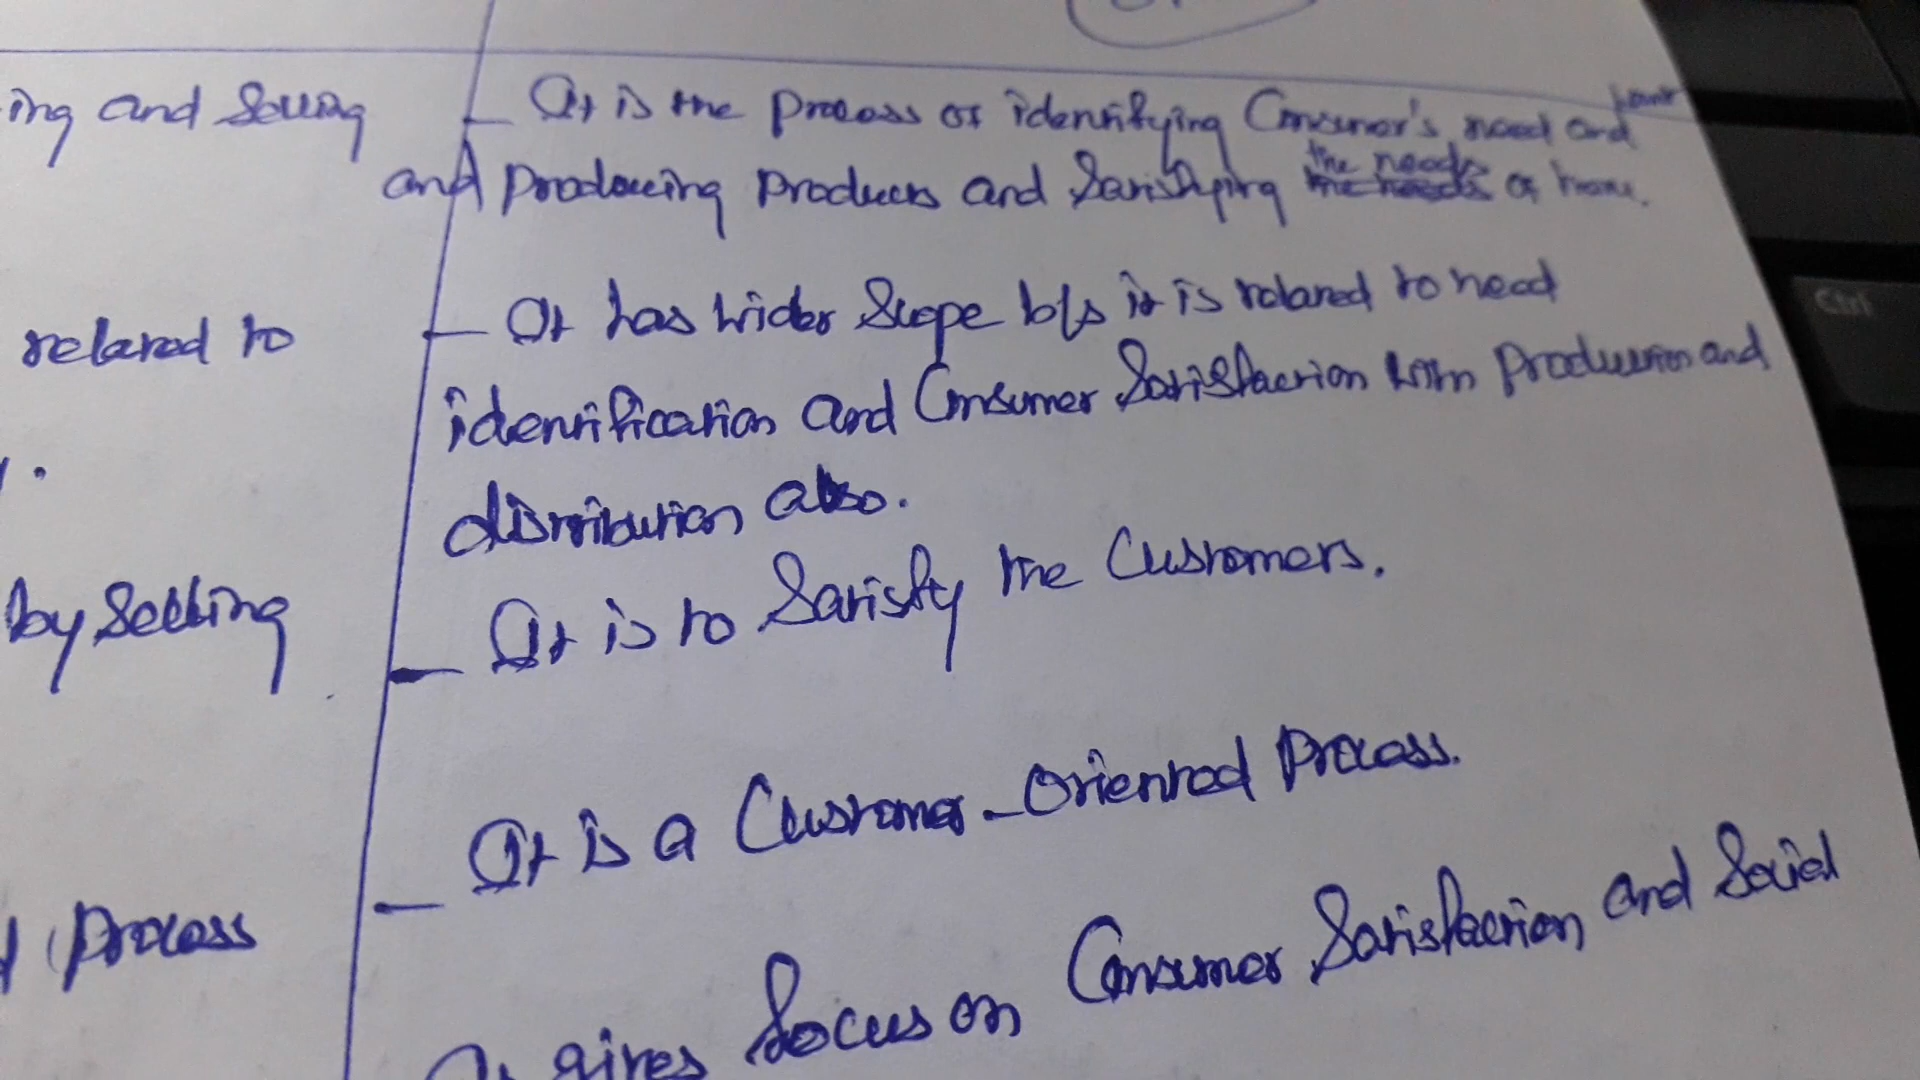 ing and Selling
- It is the process of identifying Consumer's need and want
and producing products and Satisfying the needs of them.
related to
- It has wider Scope b/s it is related to need
identification and Consumer Satisfaction with production and
distribution also.
by Selling
- It is to Satisfy the Customers.
- It is a Customer-Oriented Process.
process
It gives focus on Consumer Satisfaction and Social
Ctrl